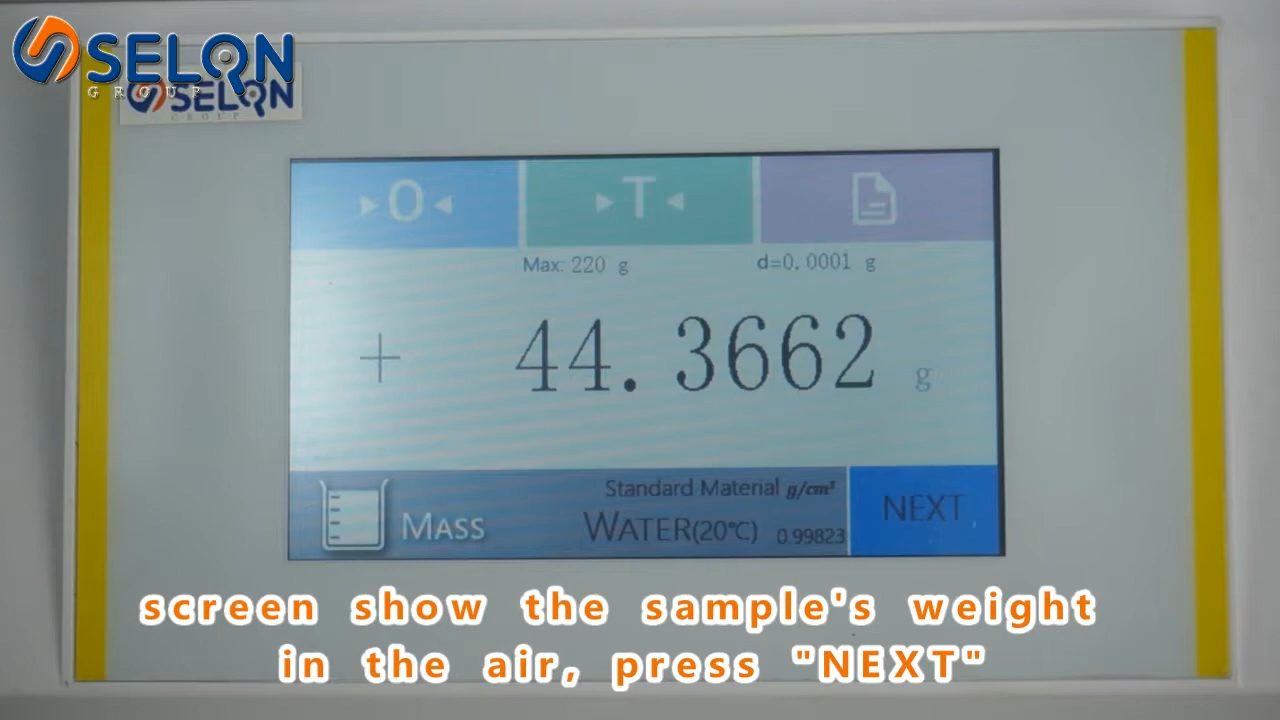 SELON
GROUP
SELON
GROUP
▸O◂ ▸T◂
Max: 220 g d=0.0001 g
+ 44.3662 g
Standard Material g/cm³
MASS WATER(20℃) 0.99823 NEXT
screen show the sample's weight
in the air, press "NEXT"